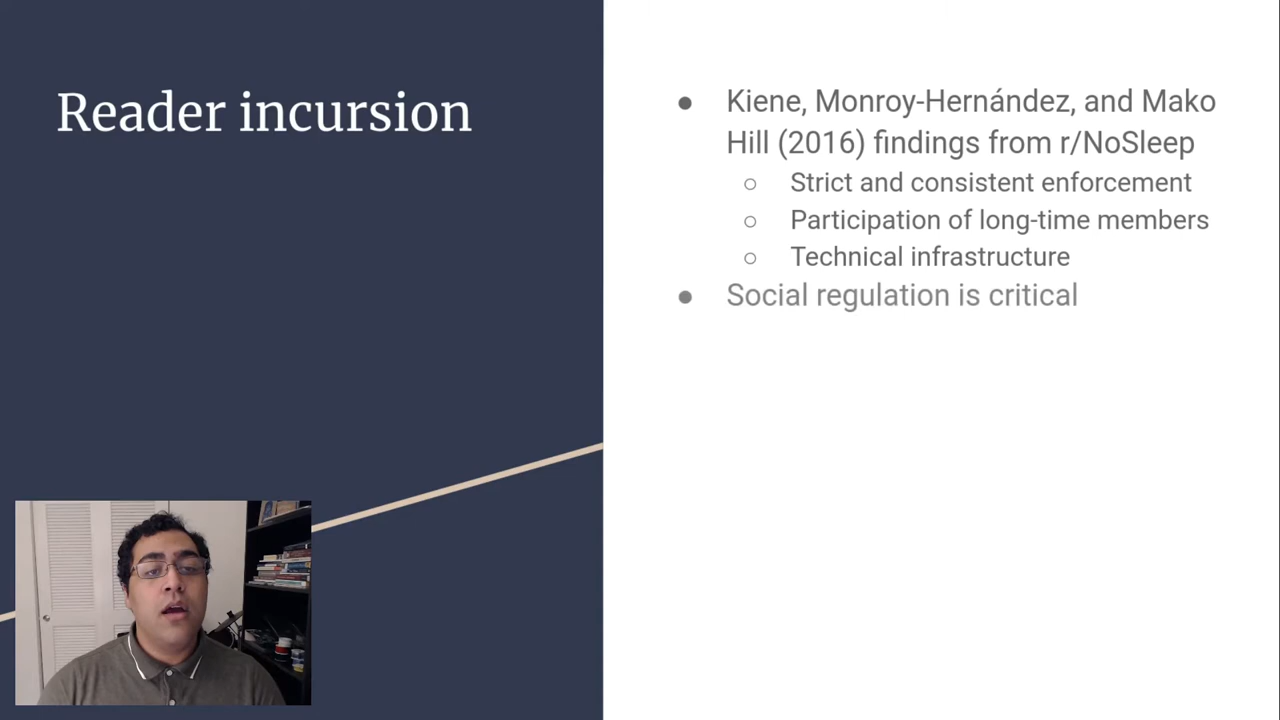 Reader incursion
● Kiene, Monroy-Hernández, and Mako
Hill (2016) findings from r/NoSleep
○ Strict and consistent enforcement
○ Participation of long-time members
○ Technical infrastructure
● Social regulation is critical